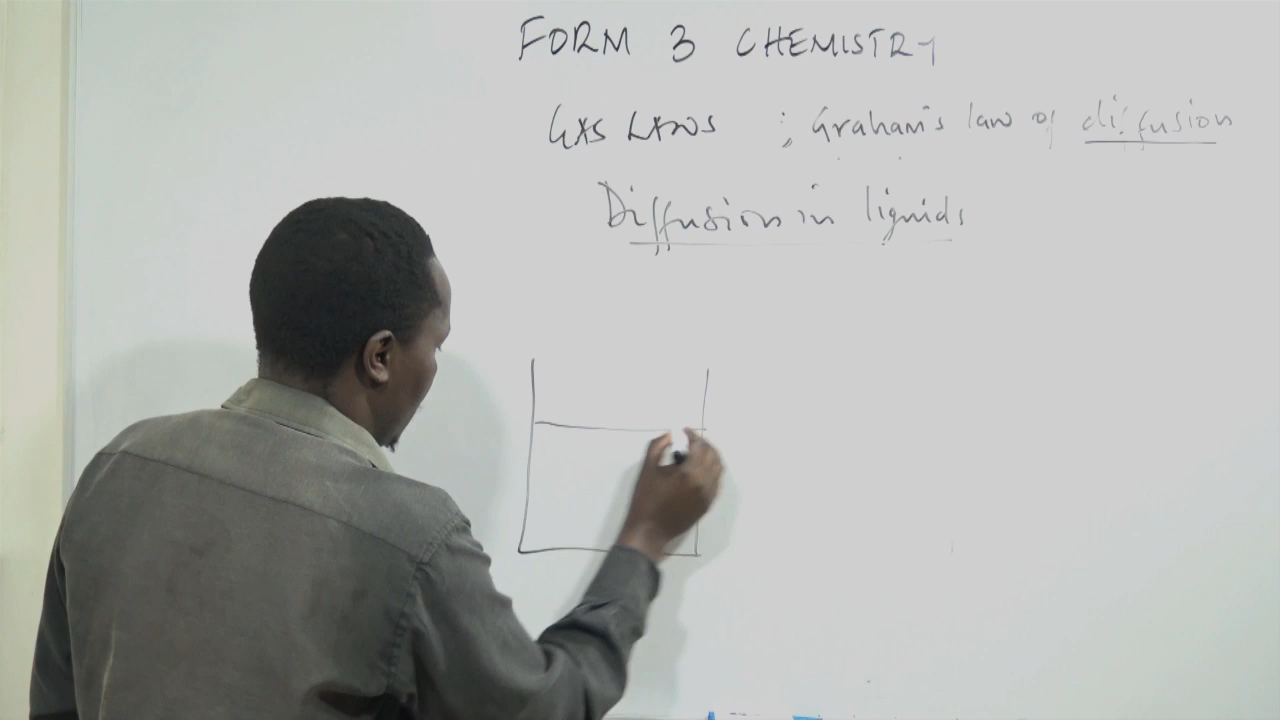 FORM 3 CHEMISTRY
GAS LAWS ; Graham's law of diffusion
Diffusion in liquids